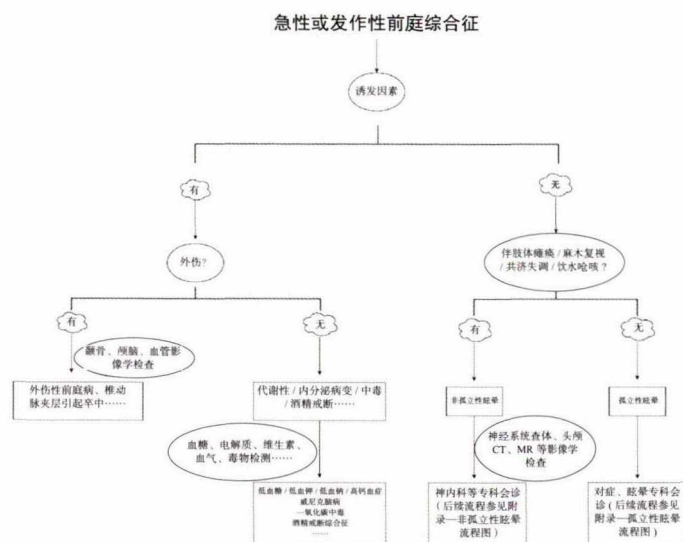 急性或发作性前庭综合征
诱发因素
有
无
外伤?
伴肢体瘫痪/麻木复视
/共济失调/饮水呛咳?
有
无
有
无
颞骨、颅脑、血管影
像学检查
外伤性前庭病、椎动
脉夹层引起卒中……
代谢性/内分泌病变/中毒
/酒精戒断……
非孤立性眩晕
孤立性眩晕
血糖、电解质、维生素、
血气、毒物检测……
神经系统查体、头颅
CT、MR 等影像学
检查
低血糖/低血钾/低血钠/高钙血症
威尼克脑病
一氧化碳中毒
酒精戒断综合征
……
神内科等专科会诊
(后续流程参见附
录—非孤立性眩晕
流程图)
对症、眩晕专科会
诊(后续流程参见
附录—孤立性眩晕
流程图)